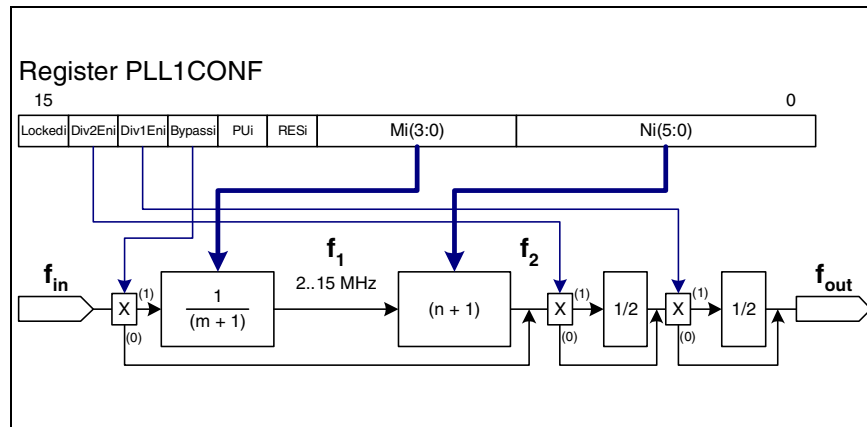 Register PLL1CONF
15 0
Lockedi Div2Eni Div1Eni Bypassi PUi RESi Mi(3:0) Ni(5:0)
f1 f2
fin 2..15 MHz fout
X (1) 1 (m + 1) (n + 1) X (1) 1/2 X (1) 1/2
(0) (0) (0)